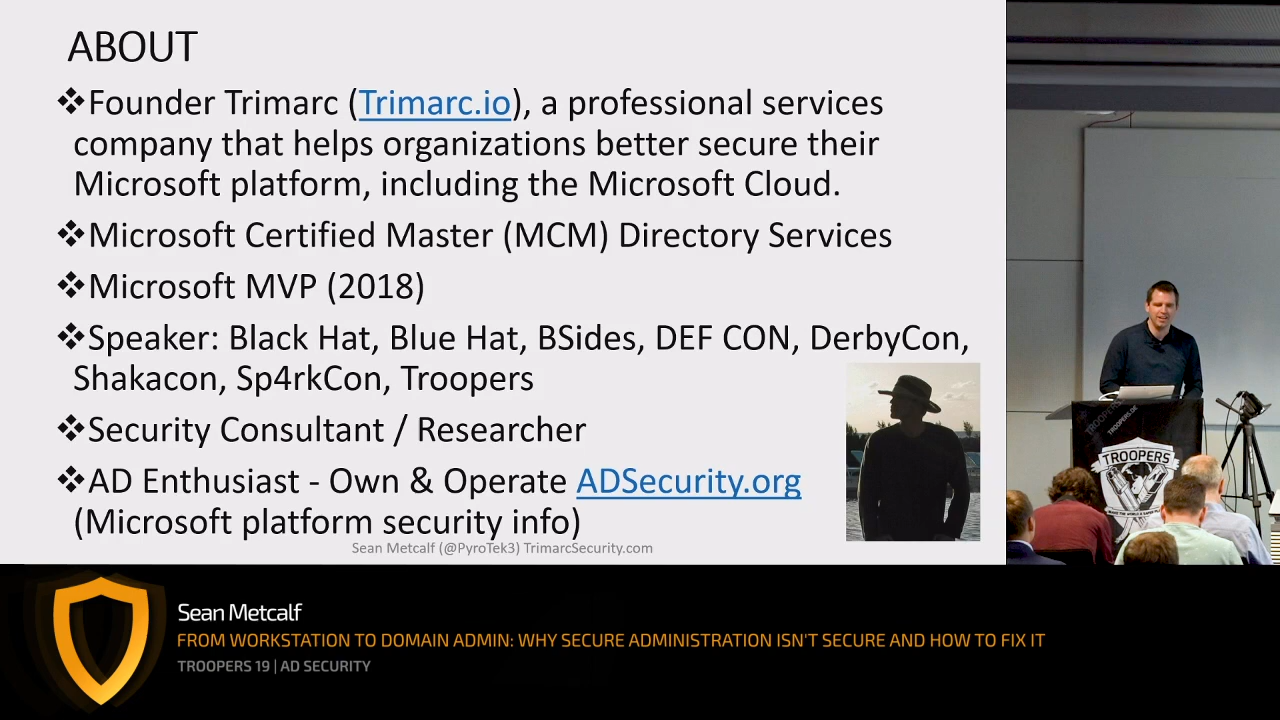 ABOUT
❖Founder Trimarc (Trimarc.io), a professional services
company that helps organizations better secure their
Microsoft platform, including the Microsoft Cloud.
❖Microsoft Certified Master (MCM) Directory Services
❖Microsoft MVP (2018)
❖Speaker: Black Hat, Blue Hat, BSides, DEF CON, DerbyCon,
Shakacon, Sp4rkCon, Troopers
❖Security Consultant / Researcher
❖AD Enthusiast - Own & Operate ADSecurity.org
(Microsoft platform security info)
Sean Metcalf (@PyroTek3) TrimarcSecurity.com
TROOPERS
Sean Metcalf
FROM WORKSTATION TO DOMAIN ADMIN: WHY SECURE ADMINISTRATION ISN'T SECURE AND HOW TO FIX IT
TROOPERS 19 | AD SECURITY